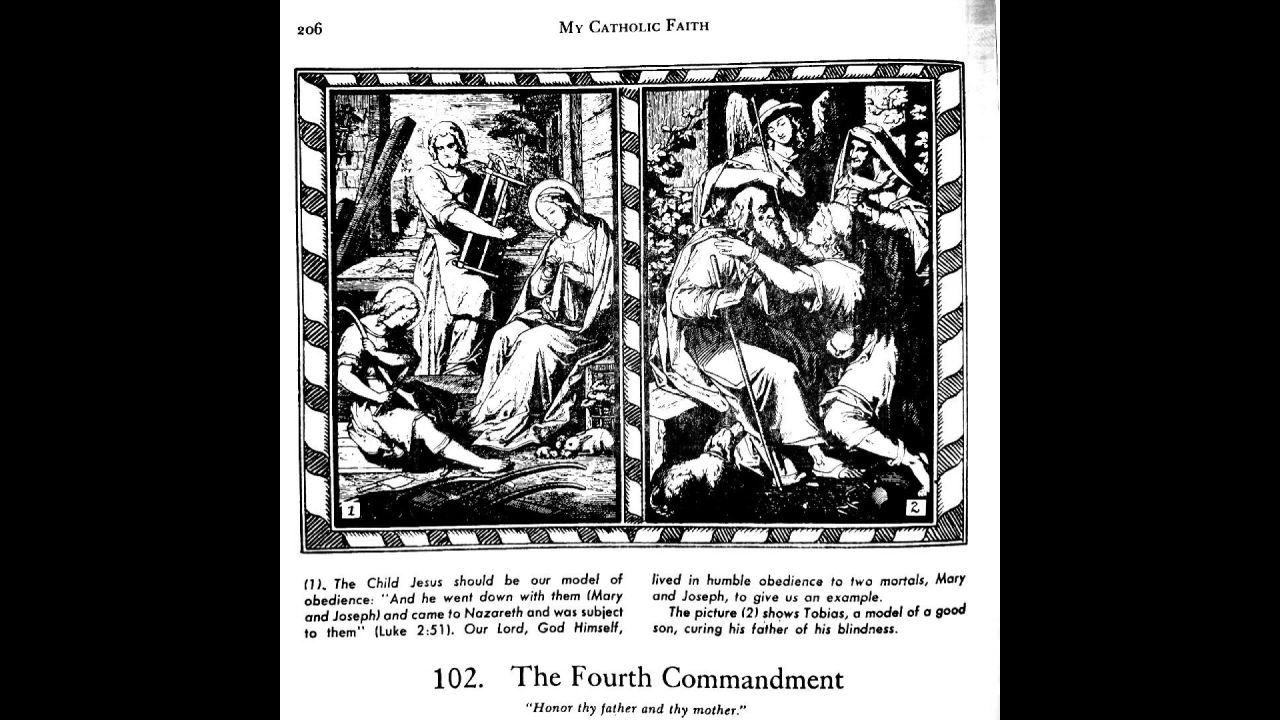 206
My Catholic Faith
1
2
(1). The Child Jesus should be our model of
obedience: "And he went down with them (Mary
and Joseph) and came to Nazareth and was subject
to them" (Luke 2:51). Our Lord, God Himself,
lived in humble obedience to two mortals, Mary
and Joseph, to give us an example.
The picture (2) shows Tobias, a model of a good
son, curing his father of his blindness.
102. The Fourth Commandment
"Honor thy father and thy mother."